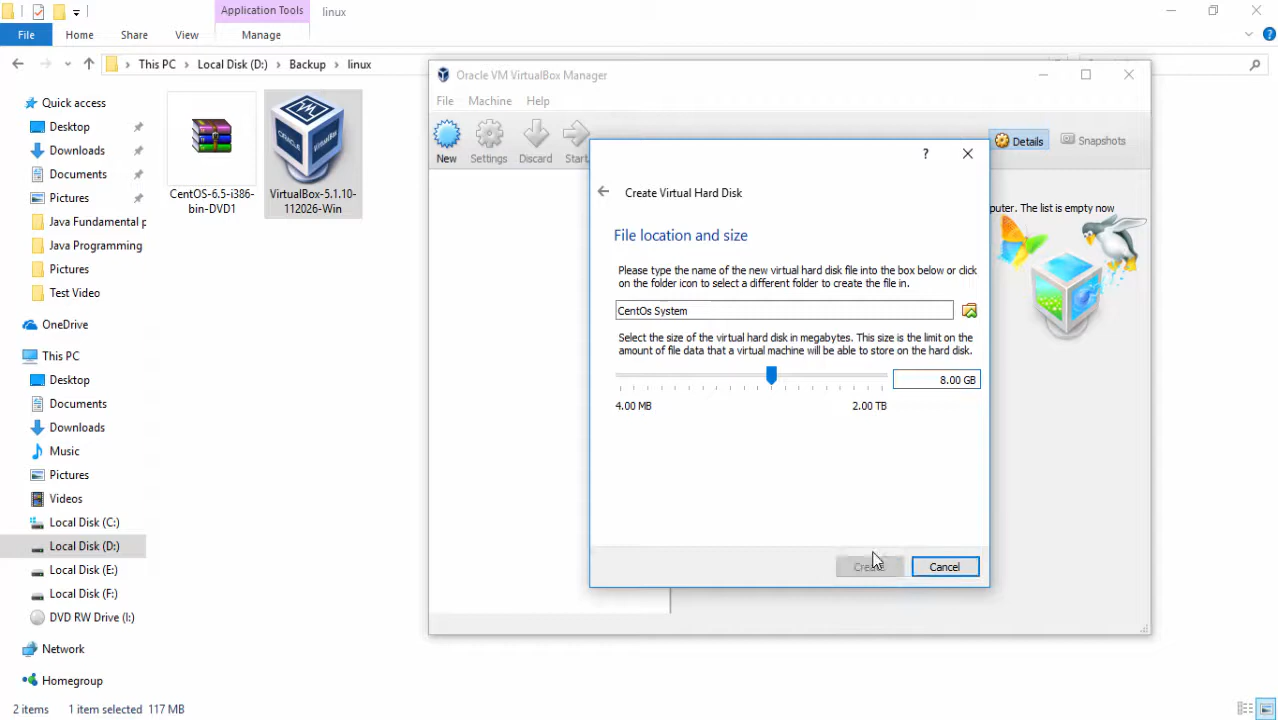 Application Tools
linux
File
Home
Share
View
Manage
This PC
Local Disk (D:)
Backup
linux
Quick access
Desktop
Downloads
Documents
Pictures
Java Fundamental p
Java Programming
Pictures
Test Video
OneDrive
This PC
Desktop
Documents
Downloads
Music
Pictures
Videos
Local Disk (C:)
Local Disk (D:)
Local Disk (E:)
Local Disk (F:)
DVD RW Drive (I:)
Network
Homegroup
CentOS-6.5-i386-
bin-DVD1
VirtualBox-5.1.10-
112026-Win
Oracle VM VirtualBox Manager
File
Machine
Help
New
Settings
Discard
Start
Details
Snapshots
puter. The list is empty now
?
Create Virtual Hard Disk
File location and size
Please type the name of the new virtual hard disk file into the box below or click
on the folder icon to select a different folder to create the file in.
CentOs System
Select the size of the virtual hard disk in megabytes. This size is the limit on the
amount of file data that a virtual machine will be able to store on the hard disk.
8.00 GB
4.00 MB
2.00 TB
Create
Cancel
2 items
1 item selected 117 MB